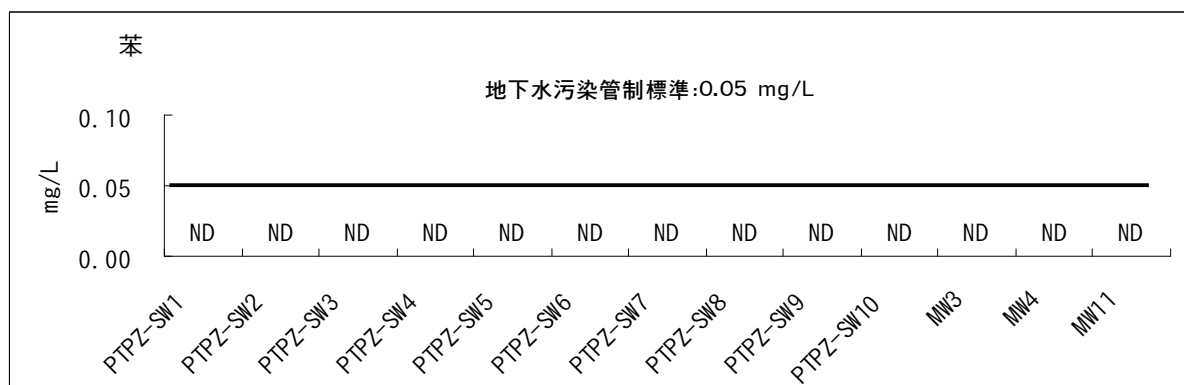 苯
地下水污染管制標準:0.05 mg/L
0.10
mg/L
0.05
ND ND ND ND ND ND ND ND ND ND ND ND ND
0.00
PTPZ-SW1 PTPZ-SW2 PTPZ-SW3 PTPZ-SW4 PTPZ-SW5 PTPZ-SW6 PTPZ-SW7 PTPZ-SW8 PTPZ-SW9 PTPZ-SW10 MW3 MW4 MW11